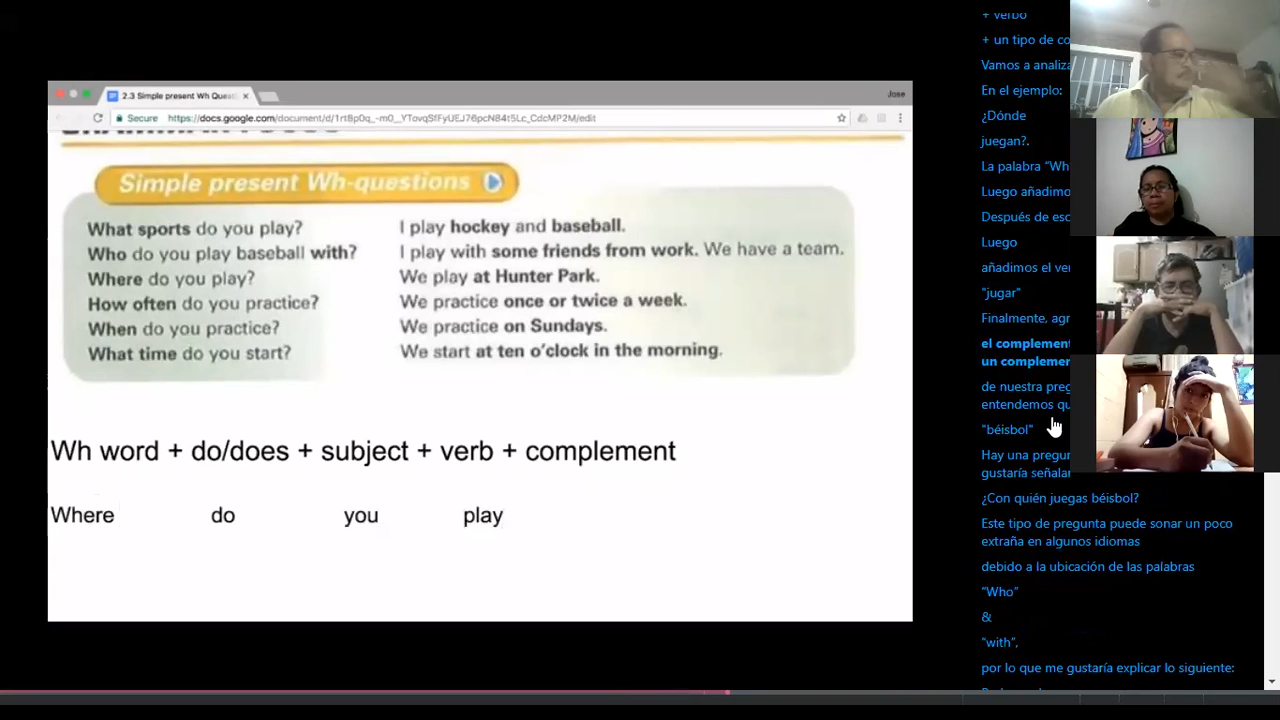 2.3 Simple present Wh Quest
Jose
Secure
https://docs.google.com/document/d/1rtBp0q_-m0__YTovqSfFyUEJ76pcN84t5Lc_CdcMP2M/edit
Simple present Wh-questions
What sports do you play? I play hockey and baseball.
Who do you play baseball with? I play with some friends from work. We have a team.
Where do you play? We play at Hunter Park.
How often do you practice? We practice once or twice a week.
When do you practice? We practice on Sundays.
What time do you start? We start at ten o'clock in the morning.
Wh word + do/does + subject + verb + complement
Where do you play
+ verbo
+ un tipo de co
Vamos a analiza
En el ejemplo:
¿Dónde
juegan?.
La palabra “Wh
Luego añadimos
Después de eso
Luego
añadimos el ver
"jugar"
Finalmente, agr
el complement
un complemen
de nuestra preg
entendemos qu
"béisbol"
Hay una pregun
gustaría señalar
¿Con quién juegas béisbol?
Este tipo de pregunta puede sonar un poco
extraña en algunos idiomas
debido a la ubicación de las palabras
"Who"
&
"with",
por lo que me gustaría explicar lo siguiente: